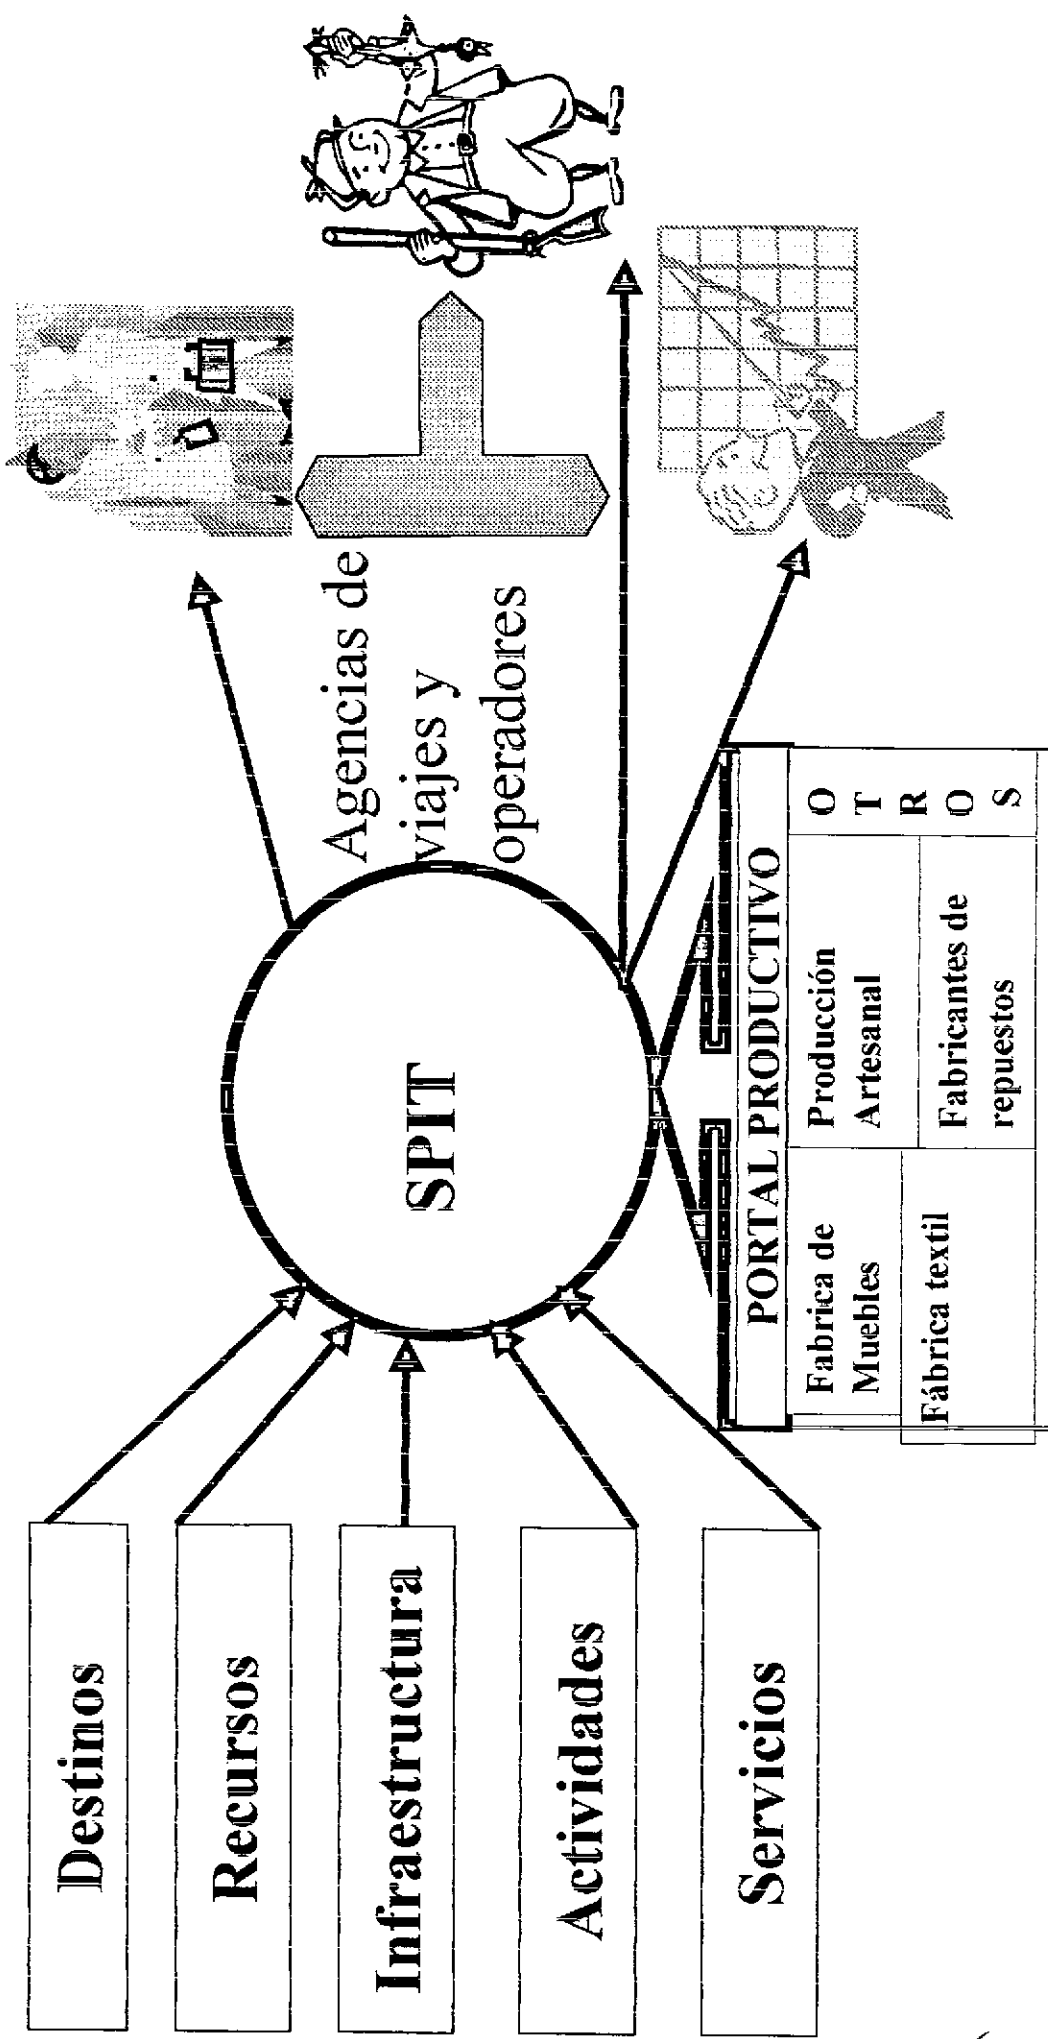 Destinos
Recursos
Infraestructura
Actividades
Servicios
SPIT
Agencias de
viajes y
operadores
PORTAL PRODUCTIVO
Fabrica de
Muebles
Producción
Artesanal
Fábrica textil
Fabricantes de
repuestos
O
T
R
O
S